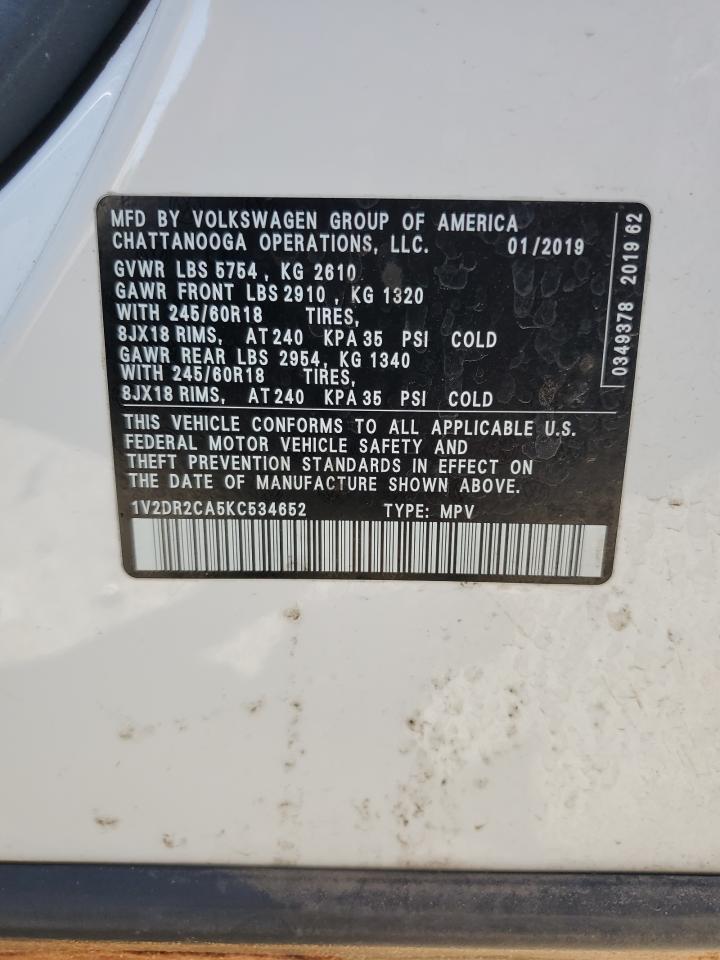 MFD BY VOLKSWAGEN GROUP OF AMERICA
CHATTANOOGA OPERATIONS, LLC. 01/2019
GVWR LBS 5754 , KG 2610
GAWR FRONT LBS 2910 , KG 1320
WITH 245/60R18 TIRES,
8JX18 RIMS, AT 240 KPA 35 PSI COLD
GAWR REAR LBS 2954, KG 1340
WITH 245/60R18 TIRES,
8JX18 RIMS, AT 240 KPA 35 PSI COLD
THIS VEHICLE CONFORMS TO ALL APPLICABLE U.S.
FEDERAL MOTOR VEHICLE SAFETY AND
THEFT PREVENTION STANDARDS IN EFFECT ON
THE DATE OF MANUFACTURE SHOWN ABOVE.
1V2DR2CA5KC534652 TYPE: MPV
0349378 2019 62